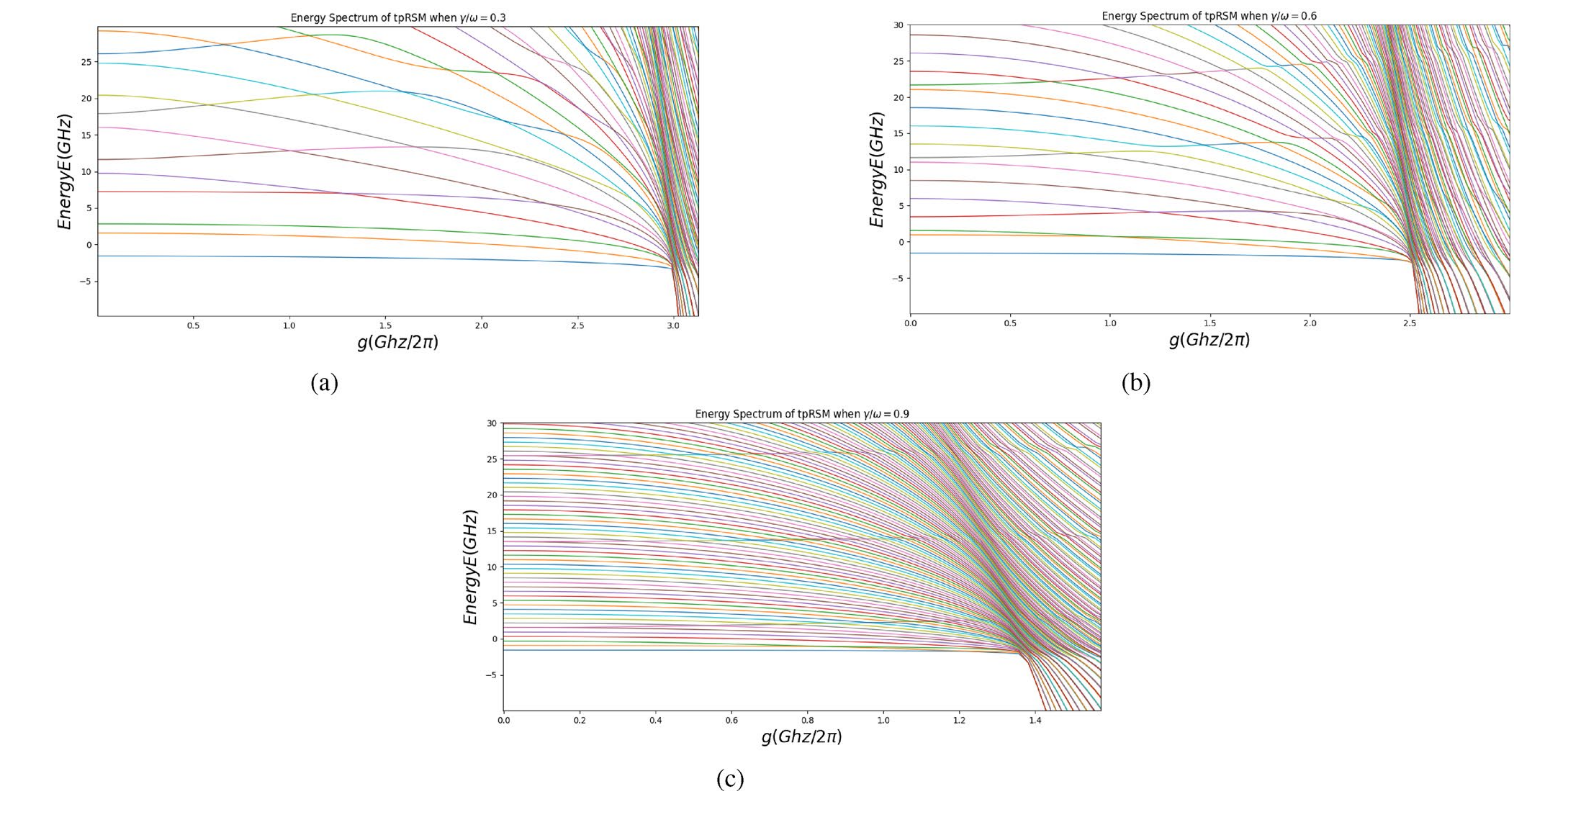 Energy Spectrum of tpRSM when γ/ω = 0.3
EnergyE(GHz)
25
20
15
10
5
0
−5
0.5 1.0 1.5 2.0 2.5 3.0
g(Ghz/2π)
(a)
Energy Spectrum of tpRSM when γ/ω = 0.6
EnergyE(GHz)
30
25
20
15
10
5
0
−5
0.0 0.5 1.0 1.5 2.0 2.5
g(Ghz/2π)
(b)
Energy Spectrum of tpRSM when γ/ω = 0.9
EnergyE(GHz)
30
25
20
15
10
5
0
−5
0.0 0.2 0.4 0.6 0.8 1.0 1.2 1.4
g(Ghz/2π)
(c)